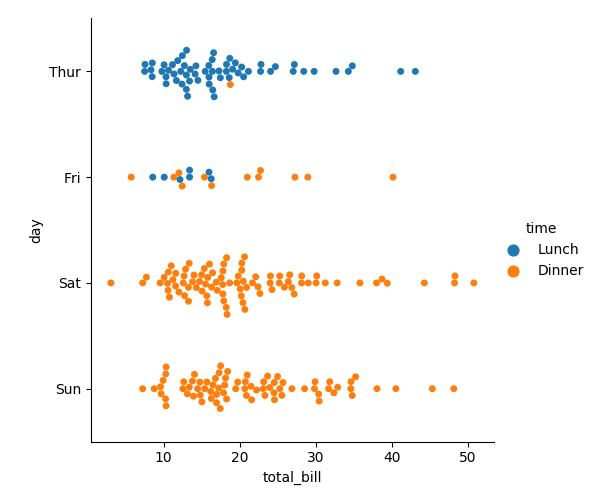 Thur
Fri
Sat
Sun
day
10 20 30 40 50
total_bill
time
Lunch
Dinner